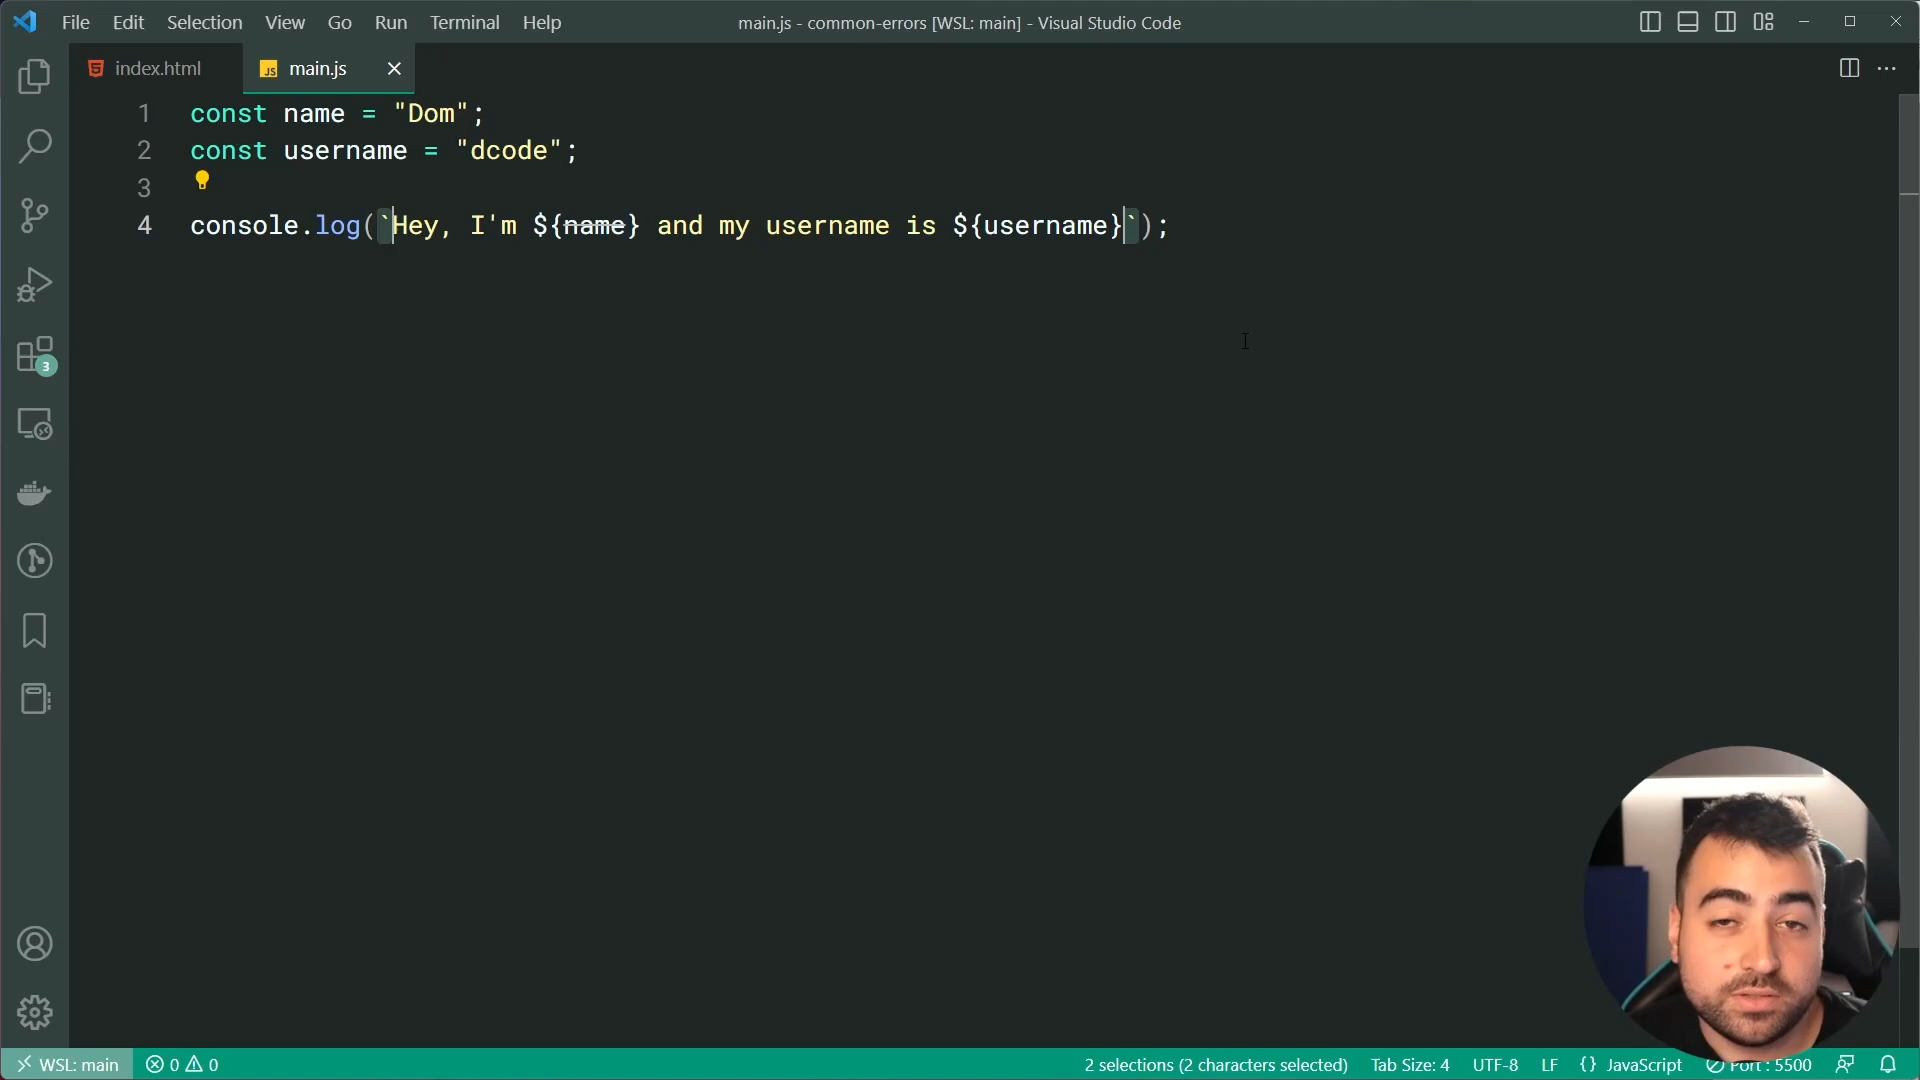 File Edit Selection View Go Run Terminal Help
main.js - common-errors [WSL: main] - Visual Studio Code
index.html
JS main.js
1 const name = "Dom";
2 const username = "dcode";
3
4 console.log(`Hey, I'm ${name} and my username is ${username}`);
3
WSL: main 0 0 2 selections (2 characters selected) Tab Size: 4 UTF-8 LF {} JavaScript Port : 5500